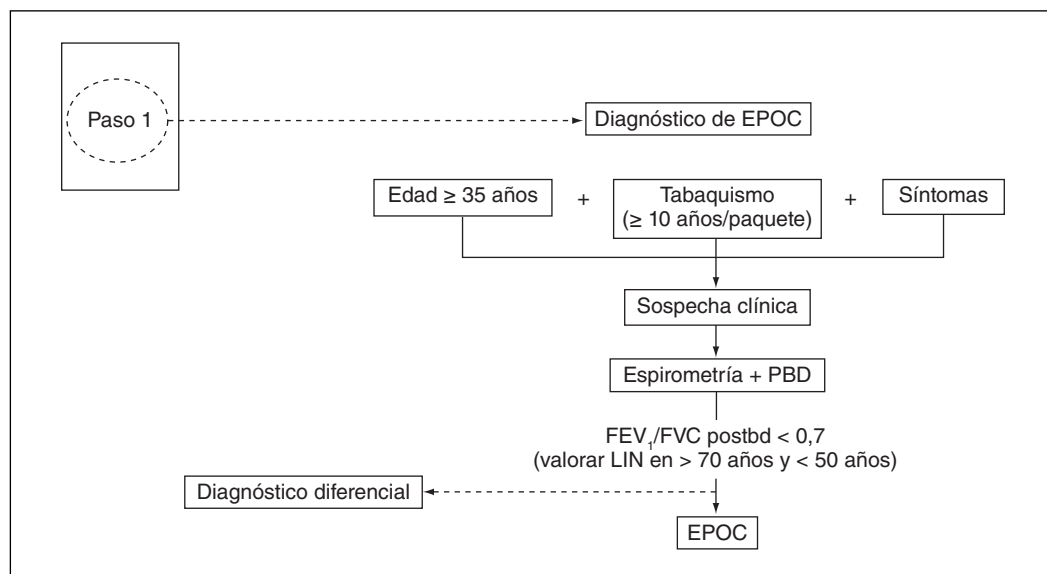 Paso 1
Diagnóstico de EPOC
Edad ≥ 35 años + Tabaquismo + Síntomas
(≥ 10 años/paquete)
Sospecha clínica
Espirometría + PBD
FEV₁/FVC postbd < 0,7
(valorar LIN en > 70 años y < 50 años)
Diagnóstico diferencial
EPOC